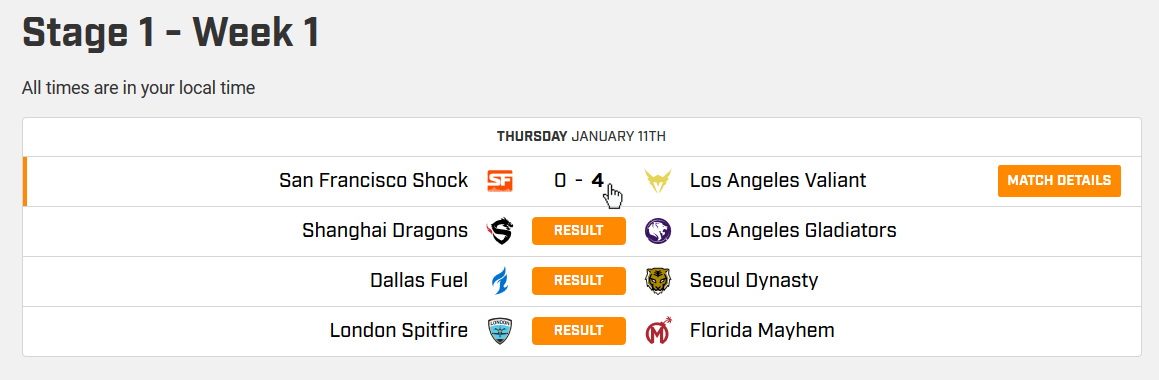 Stage 1 - Week 1
All times are in your local time
THURSDAY JANUARY 11TH
San Francisco Shock SF 0 - 4 Los Angeles Valiant MATCH DETAILS
Shanghai Dragons RESULT Los Angeles Gladiators
Dallas Fuel RESULT Seoul Dynasty
London Spitfire LONDON RESULT Florida Mayhem